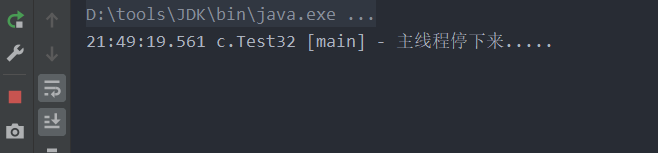 D:\tools\JDK\bin\java.exe ...
21:49:19.561 c.Test32 [main] - 主线程停下来.....